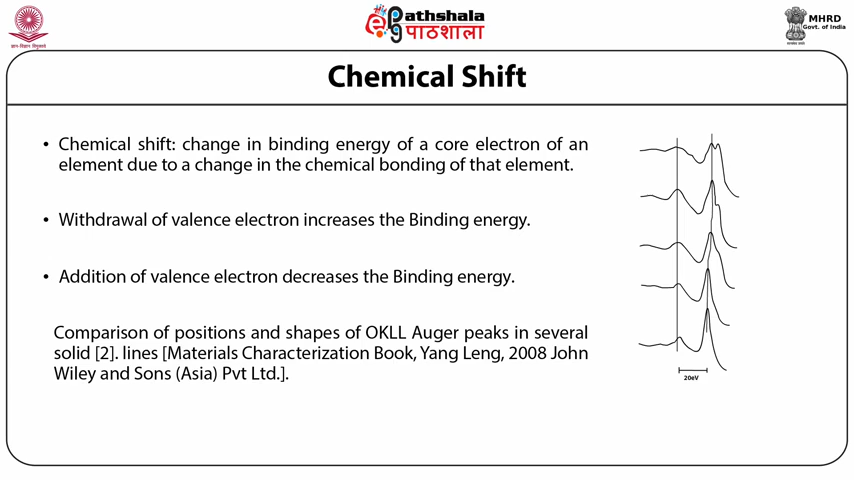 Pathshala
पाठशाला
MHRD
Govt. of India
Chemical Shift
• Chemical shift: change in binding energy of a core electron of an
element due to a change in the chemical bonding of that element.
• Withdrawal of valence electron increases the Binding energy.
• Addition of valence electron decreases the Binding energy.
Comparison of positions and shapes of OKLL Auger peaks in several
solid [2]. lines [Materials Characterization Book, Yang Leng, 2008 John
Wiley and Sons (Asia) Pvt Ltd.].
20eV